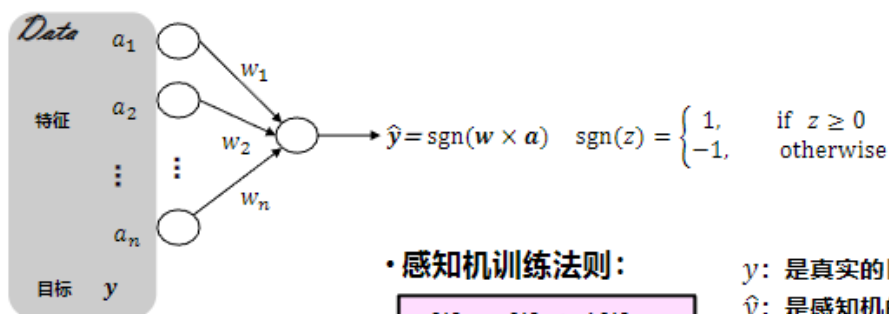 Data
a₁
w₁
特征
a₂
w₂
ŷ = sgn(w × a) sgn(z) = { 1, if z ≥ 0
−1, otherwise
⋮ ⋮
wₙ
aₙ
目标 y
• 感知机训练法则：
y：是真实的
ŷ：是感知机